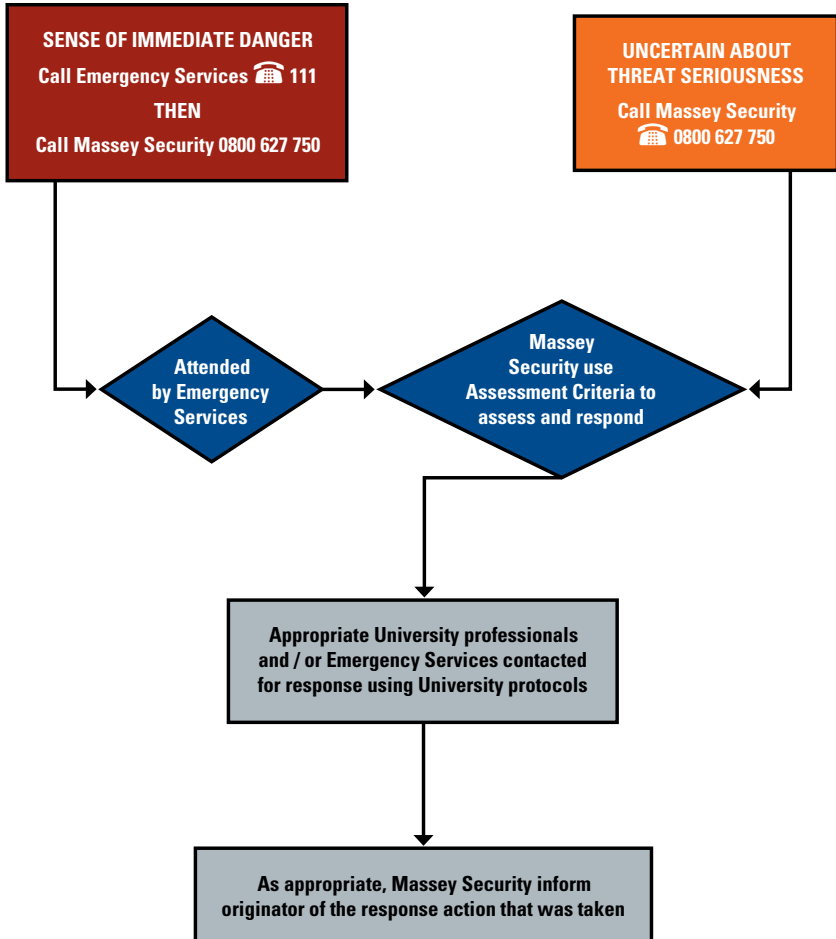 SENSE OF IMMEDIATE DANGER
Call Emergency Services 111
THEN
Call Massey Security 0800 627 750
UNCERTAIN ABOUT
THREAT SERIOUSNESS
Call Massey Security
0800 627 750
Attended
by Emergency
Services
Massey
Security use
Assessment Criteria to
assess and respond
Appropriate University professionals
and / or Emergency Services contacted
for response using University protocols
As appropriate, Massey Security inform
originator of the response action that was taken